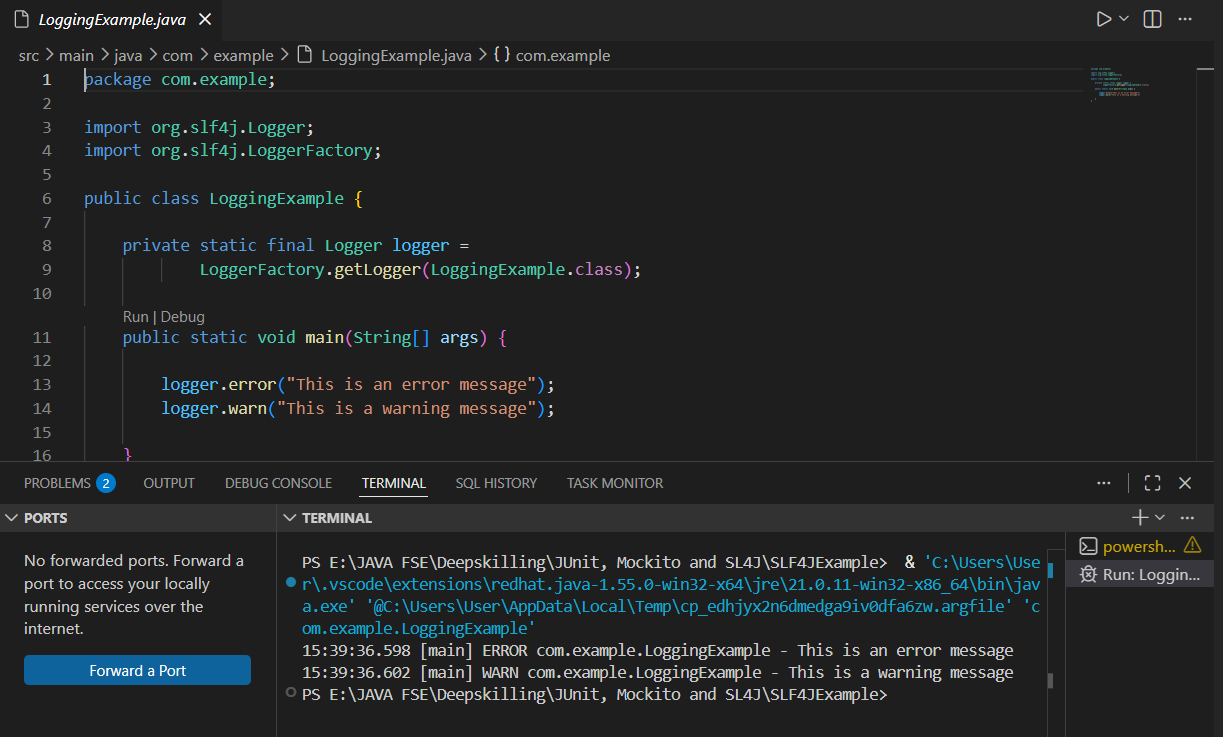 LoggingExample.java
src > main > java > com > example > LoggingExample.java > {} com.example
1 package com.example;
2
3 import org.slf4j.Logger;
4 import org.slf4j.LoggerFactory;
5
6 public class LoggingExample {
7
8 private static final Logger logger =
9 LoggerFactory.getLogger(LoggingExample.class);
10
Run | Debug
11 public static void main(String[] args) {
12
13 logger.error("This is an error message");
14 logger.warn("This is a warning message");
15
16 }
PROBLEMS 2 OUTPUT DEBUG CONSOLE TERMINAL SQL HISTORY TASK MONITOR
PORTS
No forwarded ports. Forward a
port to access your locally
running services over the
internet.
Forward a Port
TERMINAL
PS E:\JAVA FSE\Deepskilling\JUnit, Mockito and SL4J\SLF4JExample> & 'C:\Users\Use
r\.vscode\extensions\redhat.java-1.55.0-win32-x64\jre\21.0.11-win32-x86_64\bin\jav
a.exe' '@C:\Users\User\AppData\Local\Temp\cp_edhjyx2n6dmedga9iv0dfa6zw.argfile' 'c
om.example.LoggingExample'
15:39:36.598 [main] ERROR com.example.LoggingExample - This is an error message
15:39:36.602 [main] WARN com.example.LoggingExample - This is a warning message
PS E:\JAVA FSE\Deepskilling\JUnit, Mockito and SL4J\SLF4JExample>
powersh...
Run: Loggin...